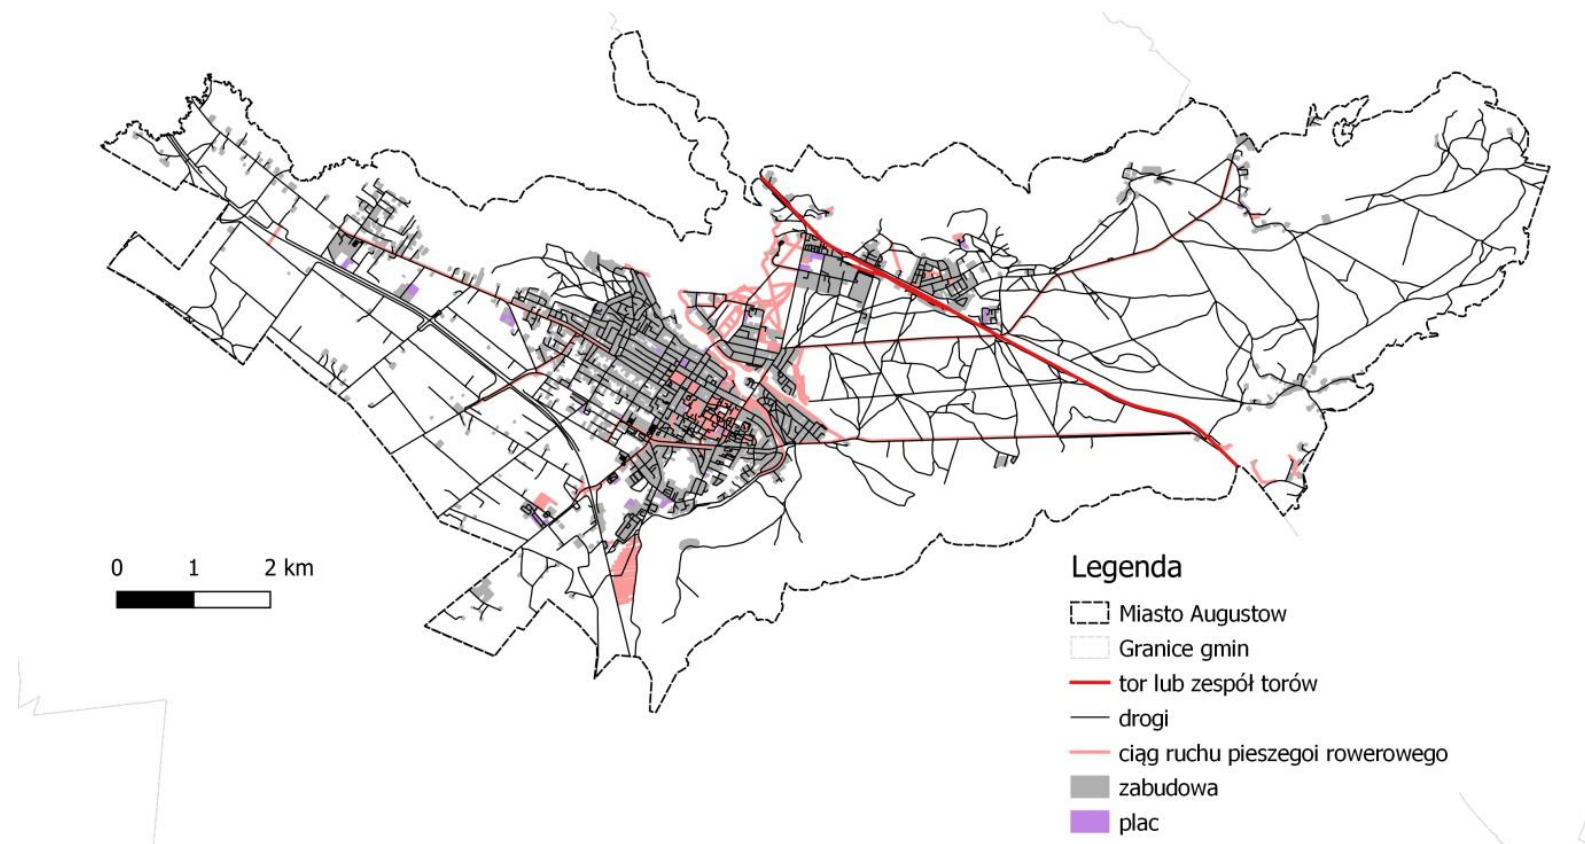 0 1 2 km
Legenda
Miasto Augustow
Granice gmin
tor lub zespół torów
drogi
ciąg ruchu pieszegoi rowerowego
zabudowa
plac